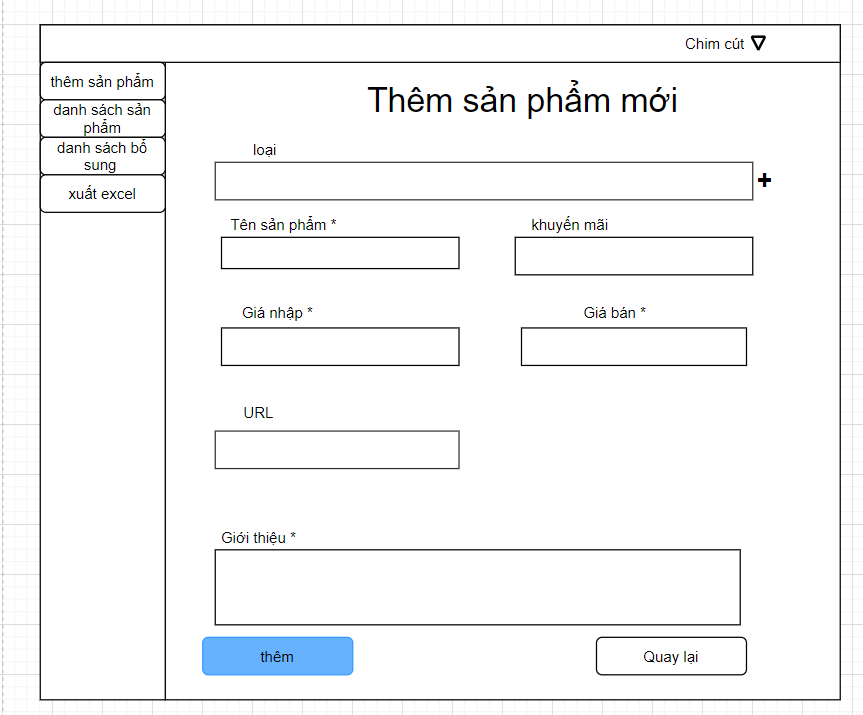 Chim cút
thêm sản phẩm
danh sách sản
phẩm
danh sách bổ
sung
xuất excel
Thêm sản phẩm mới
loại
Tên sản phẩm *
khuyến mãi
Giá nhập *
Giá bán *
URL
Giới thiệu *
thêm
Quay lại